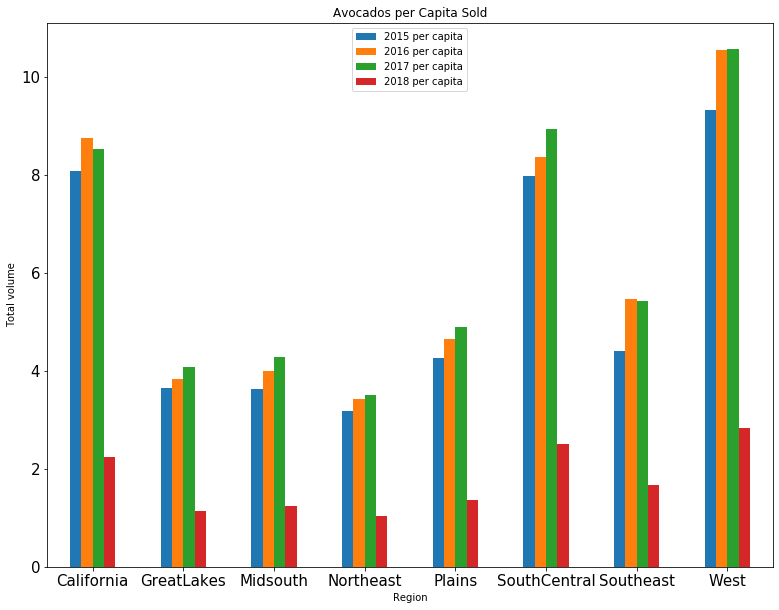 Avocados per Capita Sold
2015 per capita
2016 per capita
2017 per capita
2018 per capita
Total volume
10
8
6
4
2
0
California GreatLakes Midsouth Northeast Plains SouthCentral Southeast West
Region